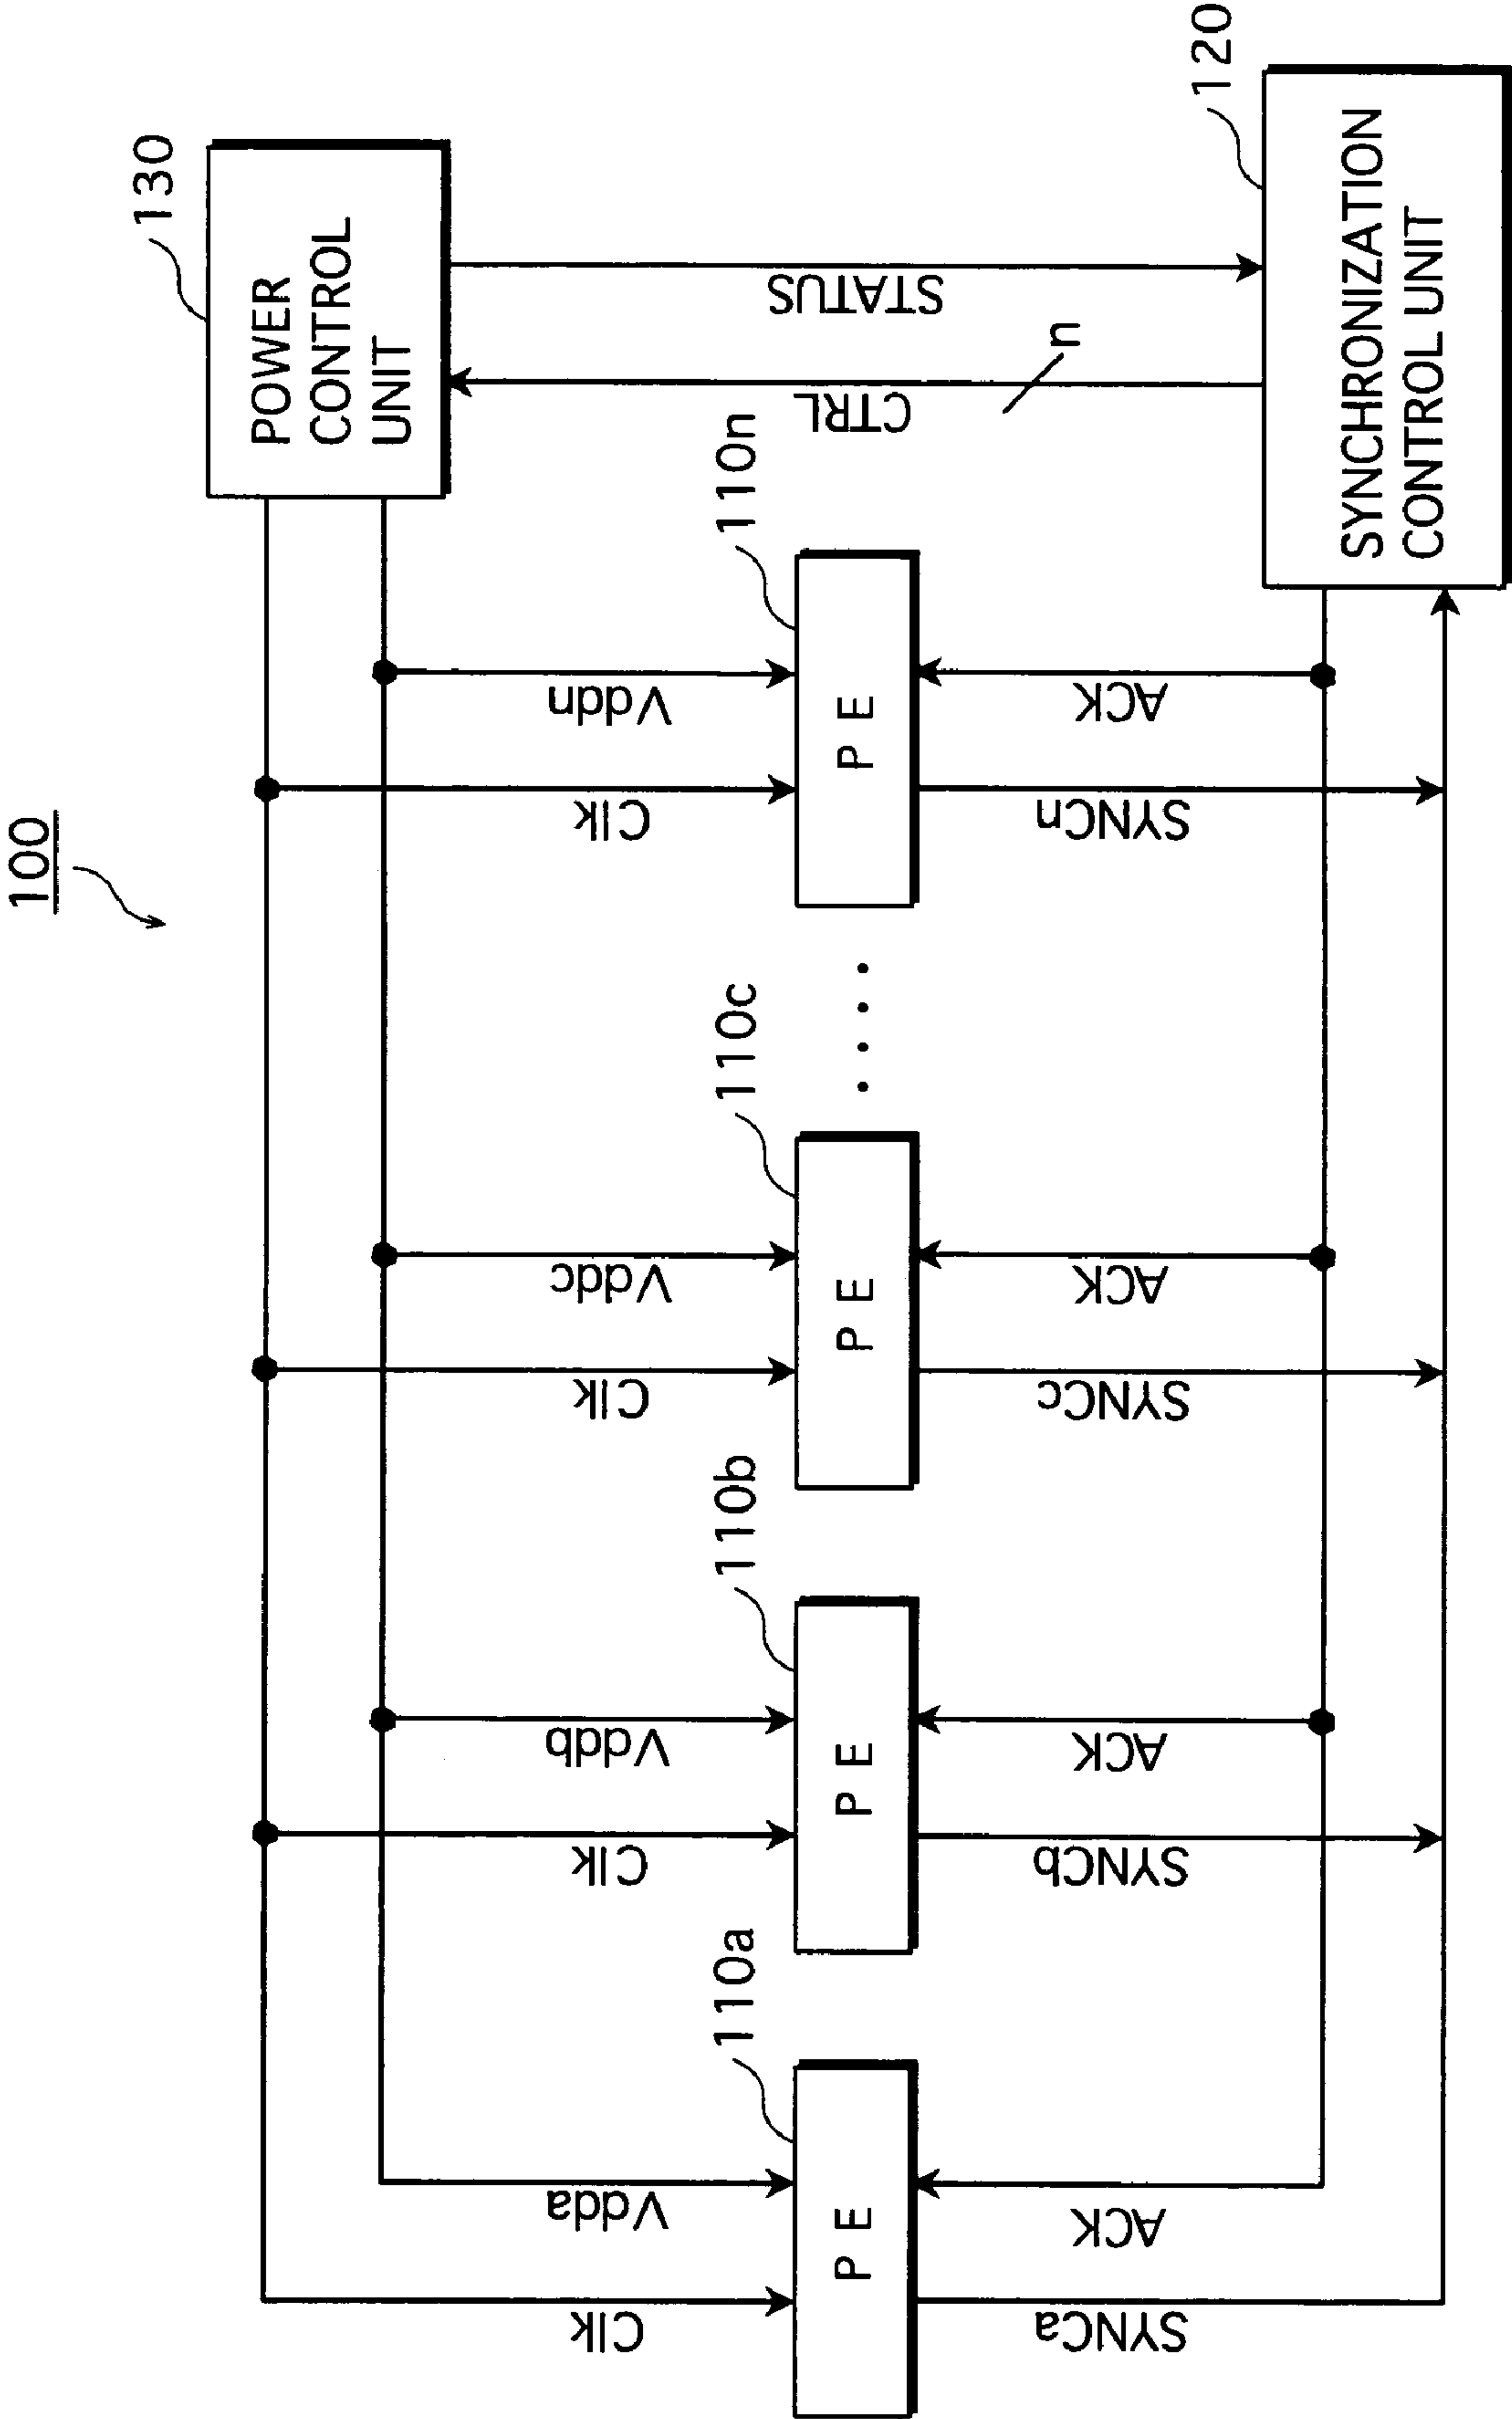 100
130
POWER
CONTROL
UNIT
Clk
Vdda
Clk
Vddb
Clk
Vddc
Clk
Vddn
CTRL
n
STATUS
110a
PE
110b
PE
110c
PE
....
110n
PE
SYNCa
ACK
SYNCb
ACK
SYNCc
ACK
SYNCn
ACK
120
SYNCHRONIZATION
CONTROL UNIT